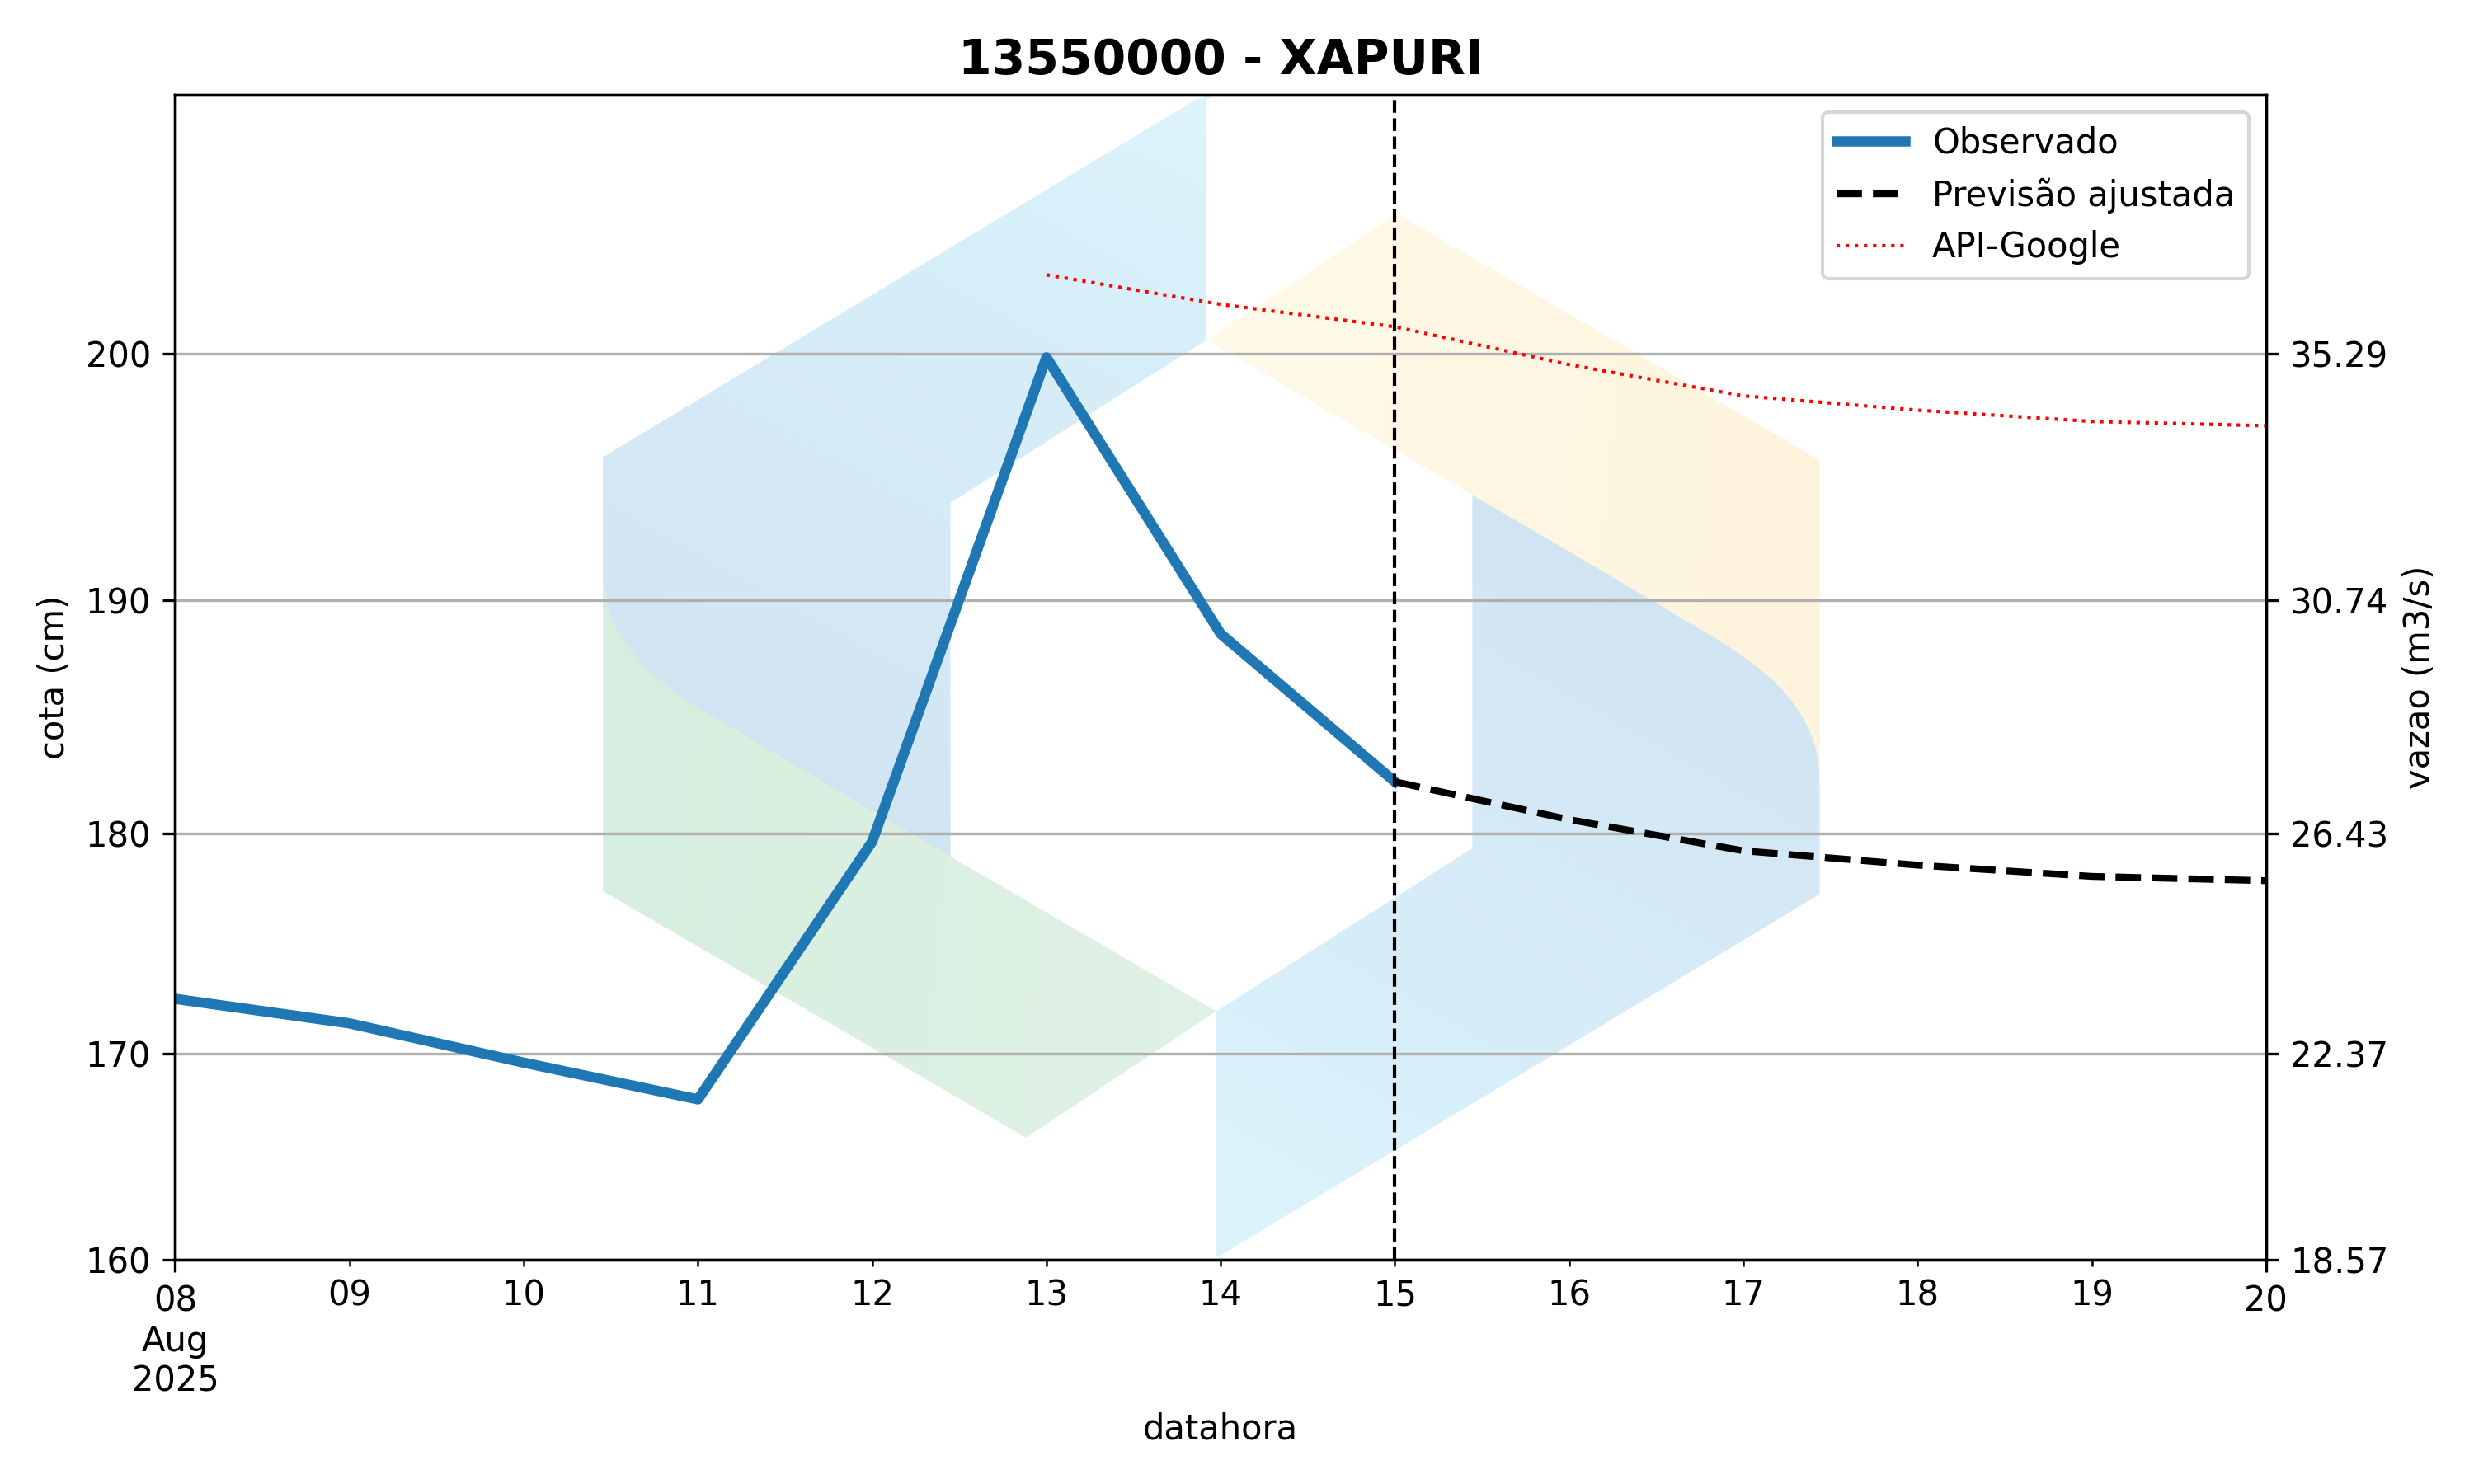 13550000 - XAPURI
Observado
Previsão ajustada
API-Google
cota (cm)
200
190
180
170
160
35.29
30.74
26.43
22.37
18.57
vazao (m3/s)
08 09 10 11 12 13 14 15 16 17 18 19 20
Aug
2025
datahora